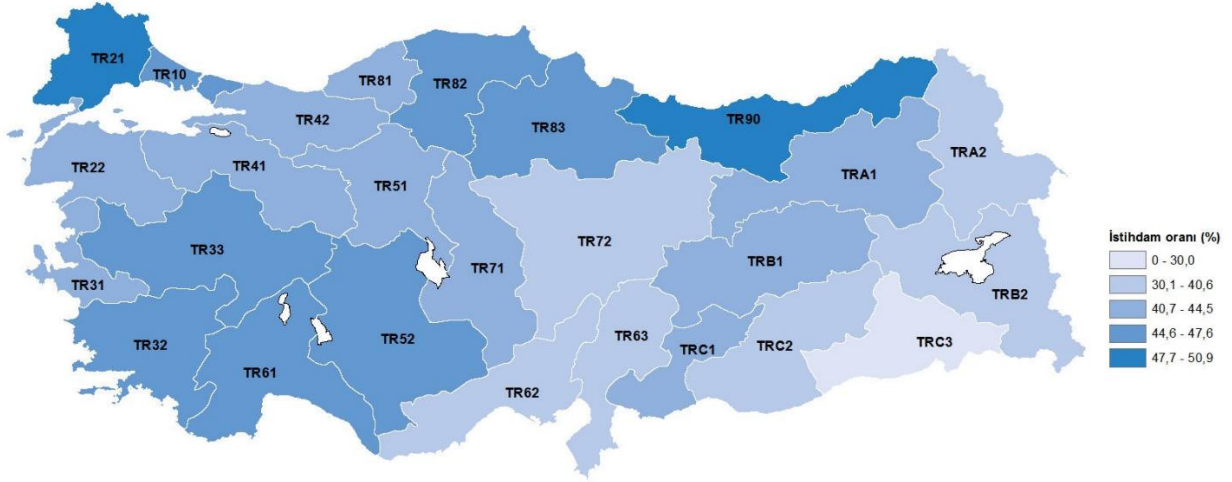 TR21
TR10
TR81
TR82
TR42
TR83
TR90
TR22
TR41
TR51
TRA1
TRA2
TR72
TR33
TR71
TRB1
TR31
TRB2
TR32
TR52
TR63
TRC1
TRC2
TRC3
TR61
TR62
İstihdam oranı (%)
0 - 30,0
30,1 - 40,6
40,7 - 44,5
44,6 - 47,6
47,7 - 50,9